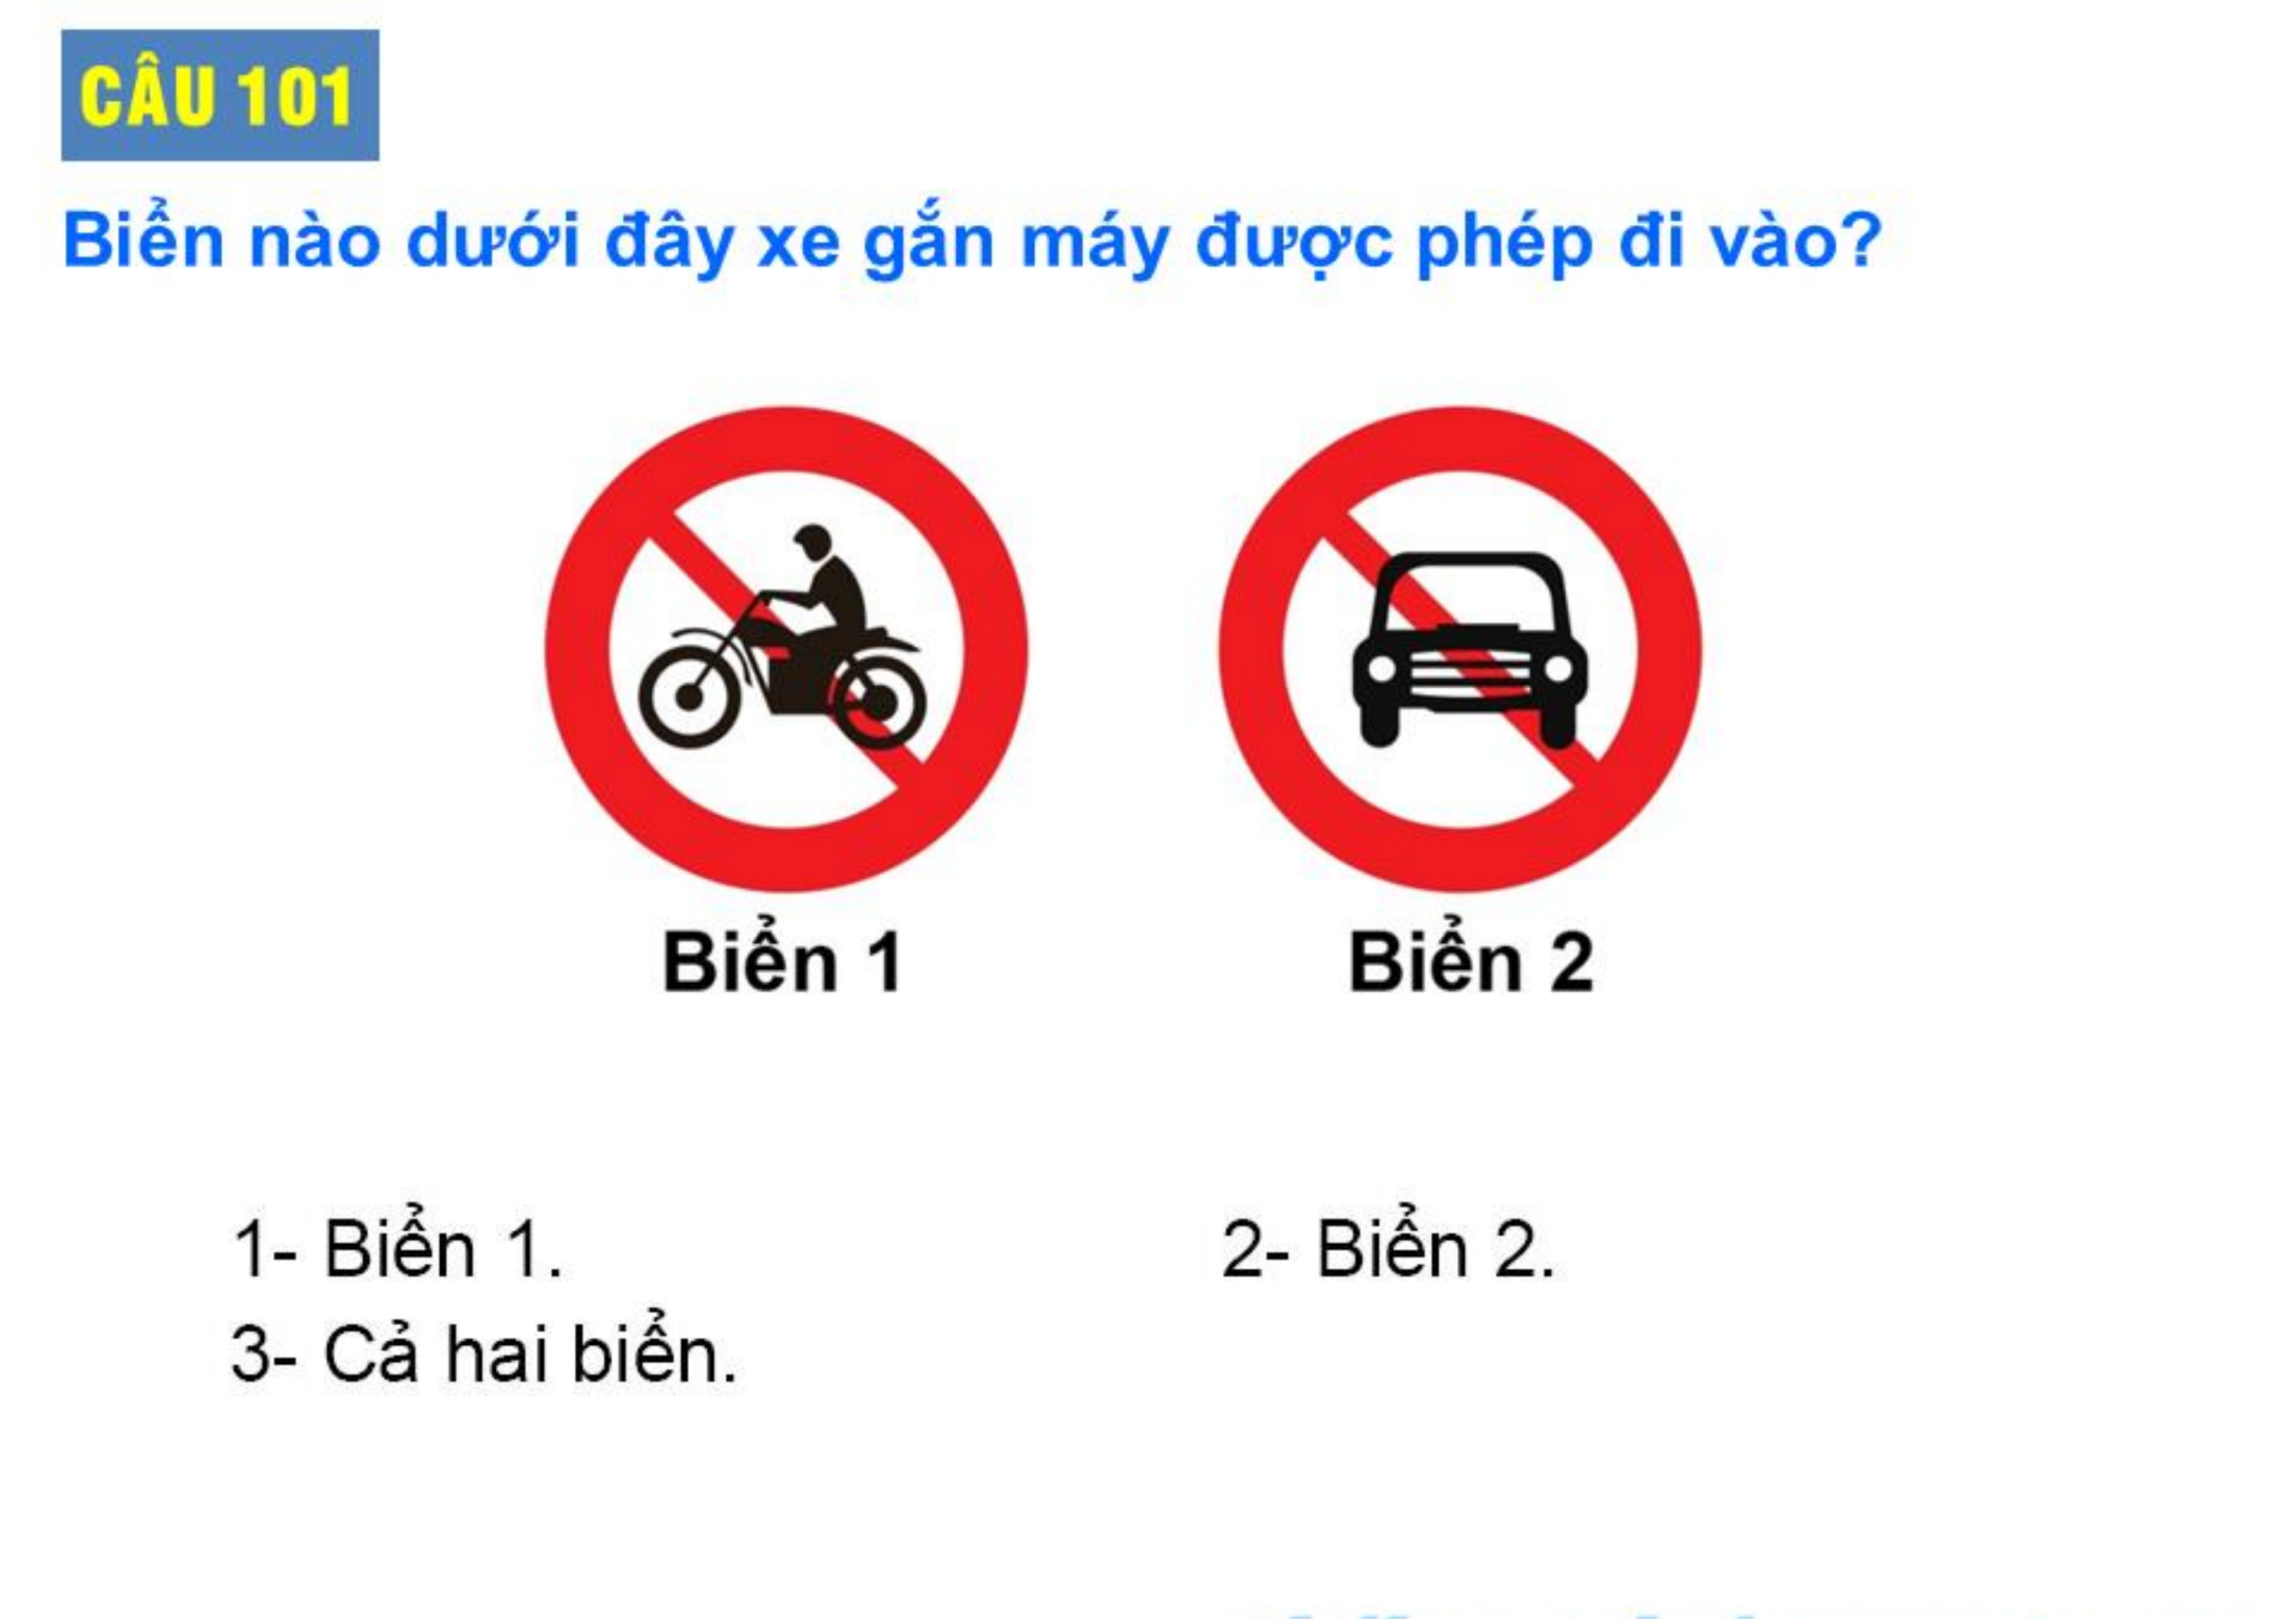 CÂU 101
Biển nào dưới đây xe gắn máy được phép đi vào?
Biển 1
Biển 2
1- Biển 1.
2- Biển 2.
3- Cả hai biển.